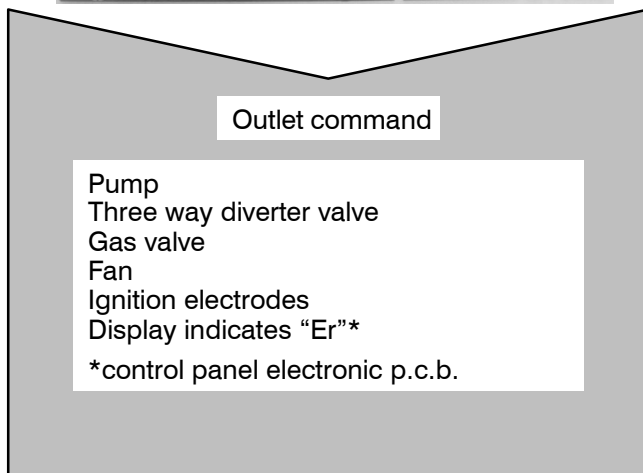 Outlet command
Pump
Three way diverter valve
Gas valve
Fan
Ignition electrodes
Display indicates “Er”*
*control panel electronic p.c.b.